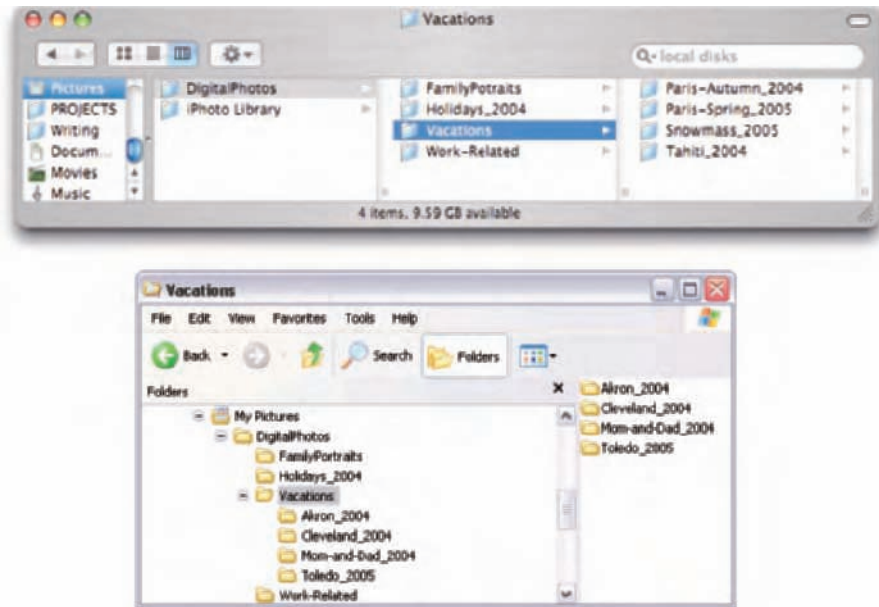 Vacations
local disks
Pictures
DigitalPhotos
FamilyPotraits
Paris-Autumn_2004
PROJECTS
iPhoto Library
Holidays_2004
Paris-Spring_2005
Writing
Vacations
Snowmass_2005
Docum...
Work-Related
Tahiti_2004
Movies
Music
4 items, 9.59 GB available
Vacations
File Edit View Favorites Tools Help
Back Search Folders
Folders
My Pictures
DigitalPhotos
FamilyPortraits
Holidays_2004
Vacations
Akron_2004
Cleveland_2004
Mom-and-Dad_2004
Toledo_2005
Work-Related
Akron_2004
Cleveland_2004
Mom-and-Dad_2004
Toledo_2005